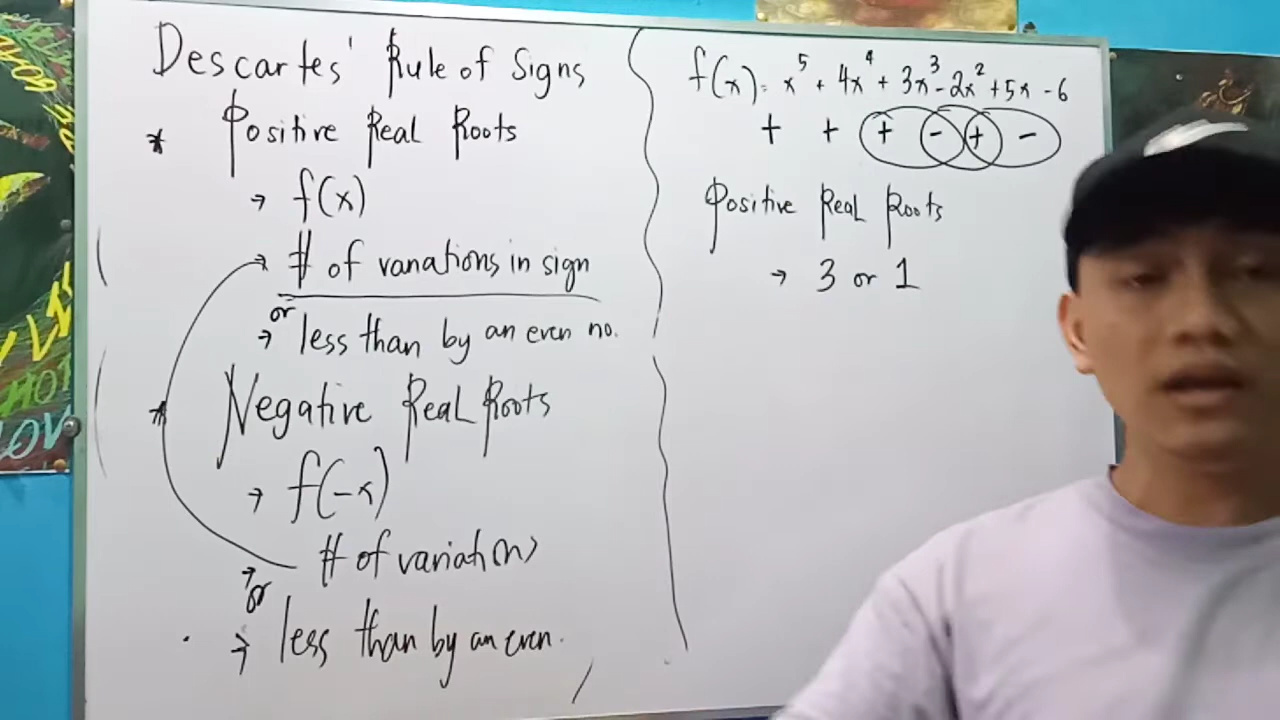 Descartes' Rule of Signs
* Positive Real Roots
→ f(x)
→ # of variations in sign
or
→ less than by an even no.
* Negative Real Roots
→ f(-x)
→ # of variations
or
→ less than by an even.
f(x) = x⁵ + 4x⁴ + 3x³ - 2x² + 5x - 6
+ + + - + -
Positive Real Roots
→ 3 or 1